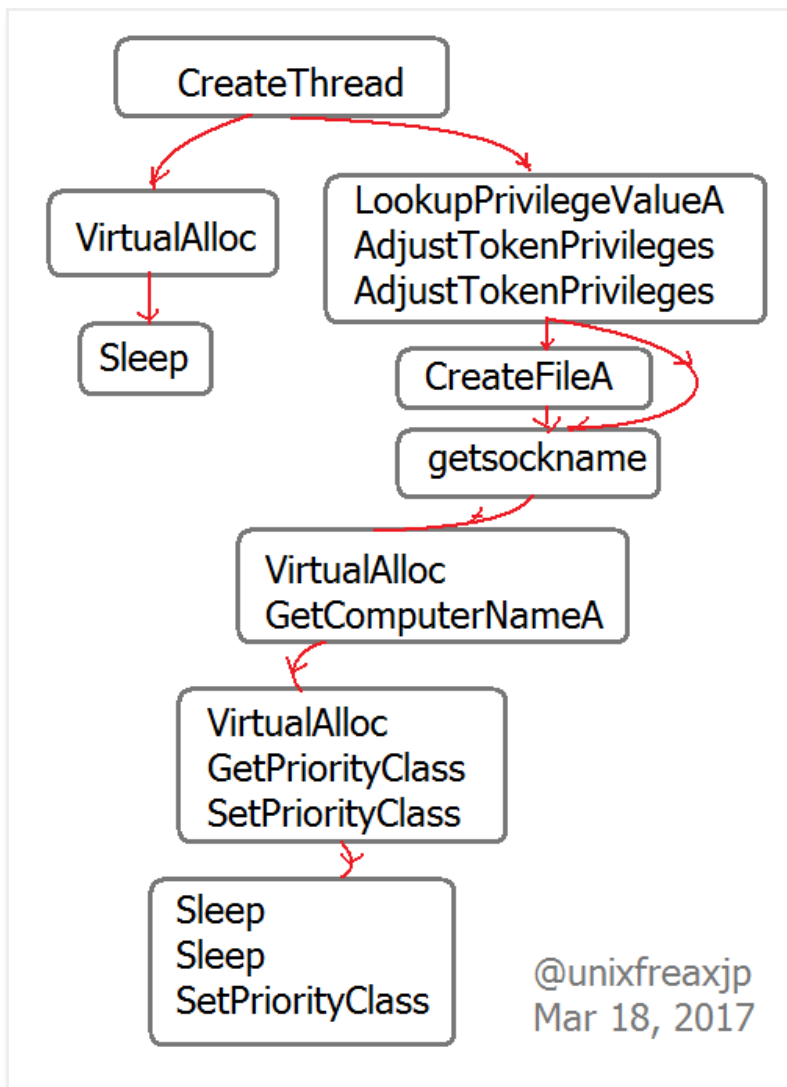 CreateThread
VirtualAlloc
LookupPrivilegeValueA
AdjustTokenPrivileges
AdjustTokenPrivileges
Sleep
CreateFileA
getsockname
VirtualAlloc
GetComputerNameA
VirtualAlloc
GetPriorityClass
SetPriorityClass
Sleep
Sleep
SetPriorityClass
@unixfreaxjp
Mar 18, 2017